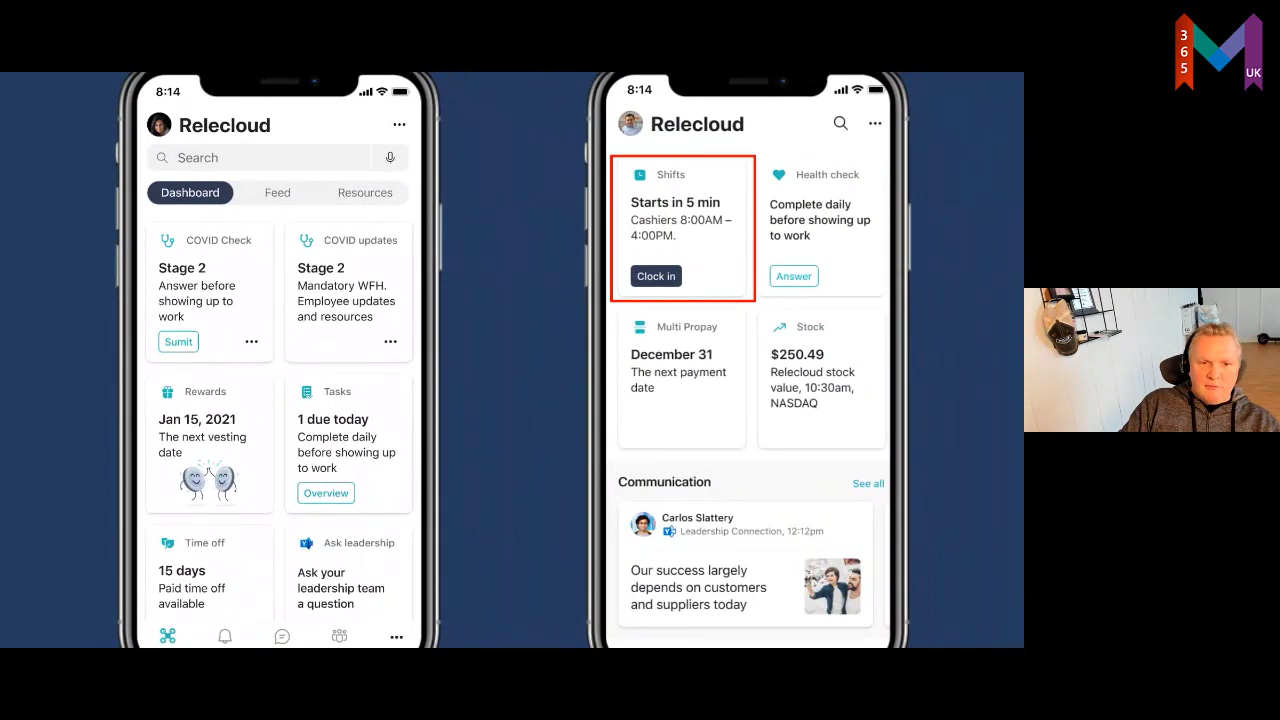 3
6
5
UK
8:14
Relecloud
Search
Dashboard
Feed
Resources
COVID Check
Stage 2
Answer before
showing up to
work
Sumit
COVID updates
Stage 2
Mandatory WFH.
Employee updates
and resources
Rewards
Jan 15, 2021
The next vesting
date
Tasks
1 due today
Complete daily
before showing up
to work
Overview
Time off
15 days
Paid time off
available
Ask leadership
Ask your
leadership team
a question
8:14
Relecloud
Shifts
Starts in 5 min
Cashiers 8:00AM –
4:00PM.
Clock in
Health check
Complete daily
before showing up
to work
Answer
Multi Propay
December 31
The next payment
date
Stock
$250.49
Relecloud stock
value, 10:30am,
NASDAQ
Communication
See all
Carlos Slattery
Leadership Connection, 12:12pm
Our success largely
depends on customers
and suppliers today